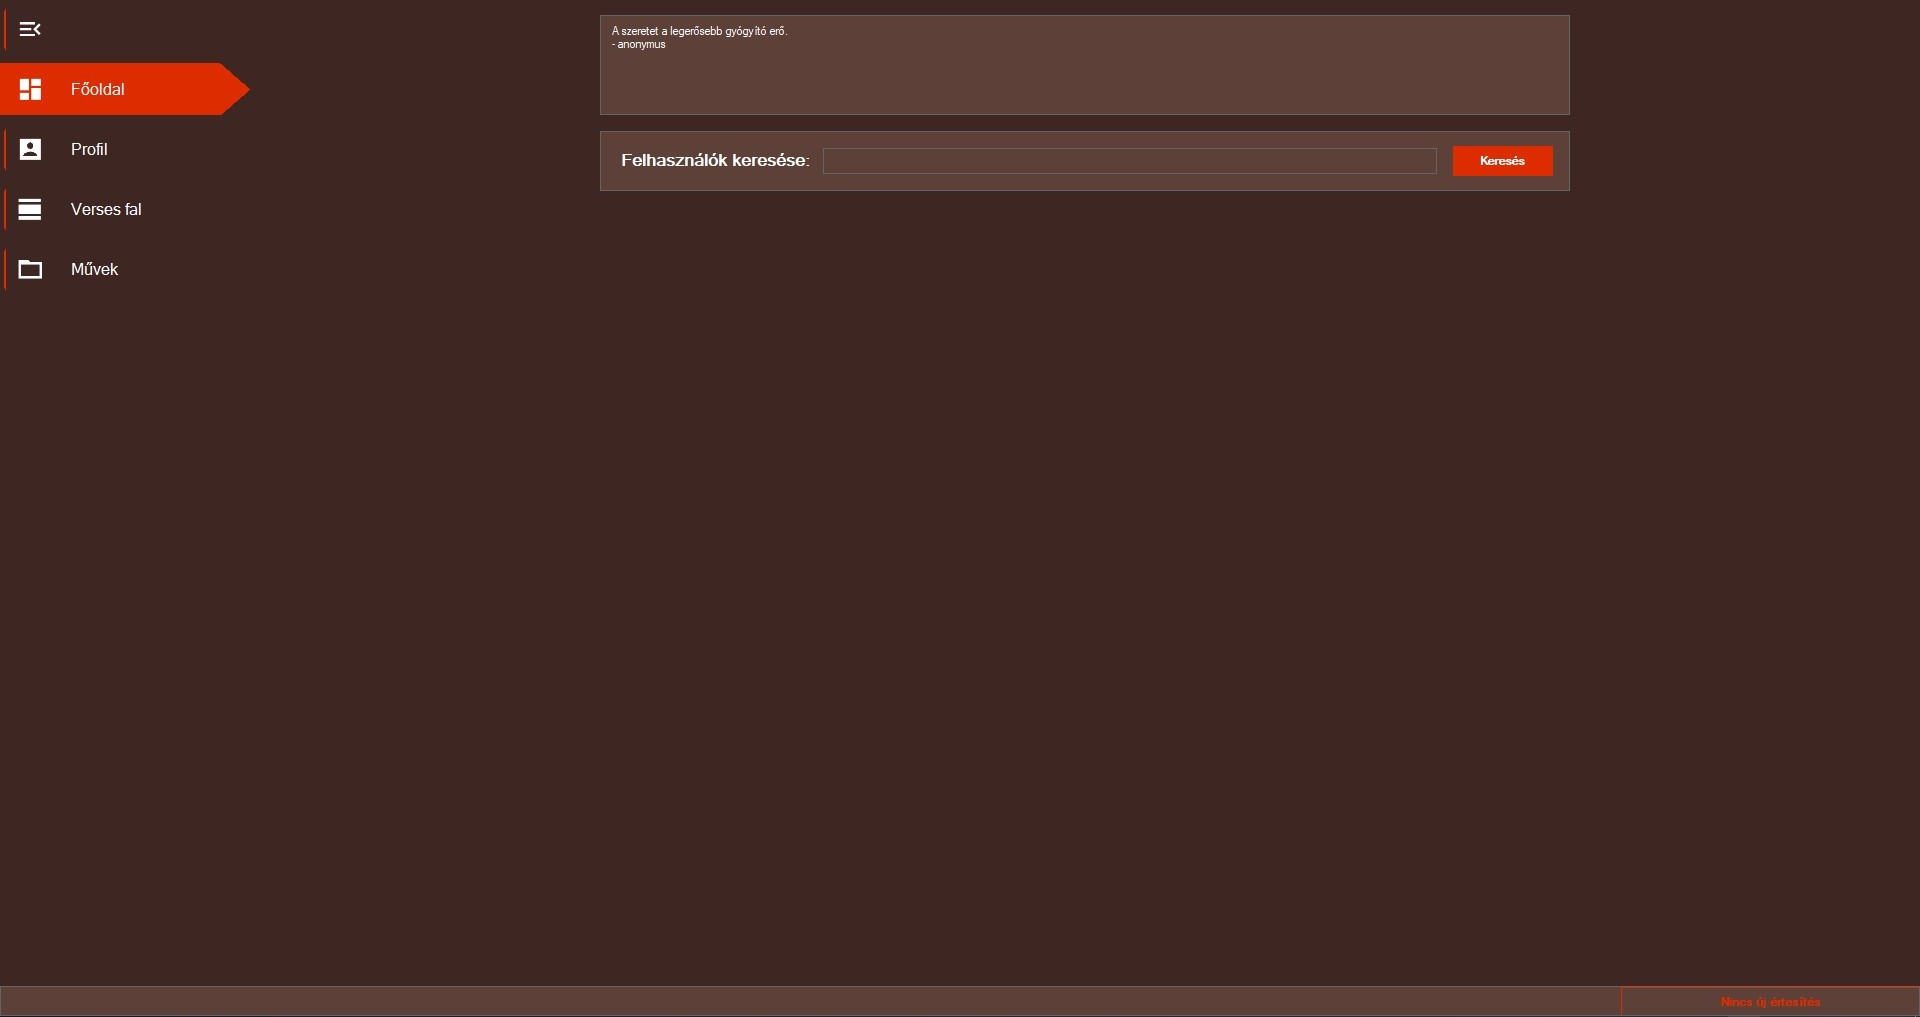 Főoldal
Profil
Verses fal
Művek
A szeretet a legerősebb gyógyító erő.
- anonymus
Felhasználók keresése:
Keresés
Nincs új értesítés